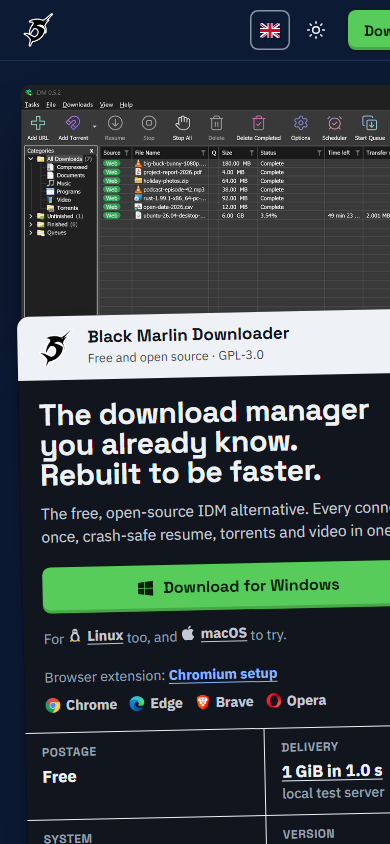 Dow
IDM 0.5.2
Tasks File Downloads View Help
Add URL Add Torrent Resume Stop Stop All Delete Delete Completed Options Scheduler Start Queue
Categories x
Source File Name Q Size Status Time left Transfer
All Downloads (7)
Compressed
Documents
Music
Programs
Video
Torrents
Unfinished (1)
Finished (6)
Queues
Web big-buck-bunny-1080p.... 180.00 MB Complete
Web project-report-2026.pdf 4.00 GB Complete
Web holiday-photos.zip 64.00 MB Complete
Web podcast-episode-42.mp3 38.00 MB Complete
Web rust-1.99.1-x86_64-pc-... 92.00 MB Complete
Web open-data-2026.csv 12.00 MB Complete
Web ubuntu-26.04-desktop-... 6.00 GB 3.54% 49 min 23 ... 2.001 MB
Black Marlin Downloader
Free and open source · GPL-3.0
The download manager
you already know.
Rebuilt to be faster.
The free, open-source IDM alternative. Every conne
once, crash-safe resume, torrents and video in one
Download for Windows
For Linux too, and macOS to try.
Browser extension: Chromium setup
Chrome Edge Brave Opera
POSTAGE
Free
DELIVERY
1 GiB in 1.0 s
local test server
SYSTEM
VERSION